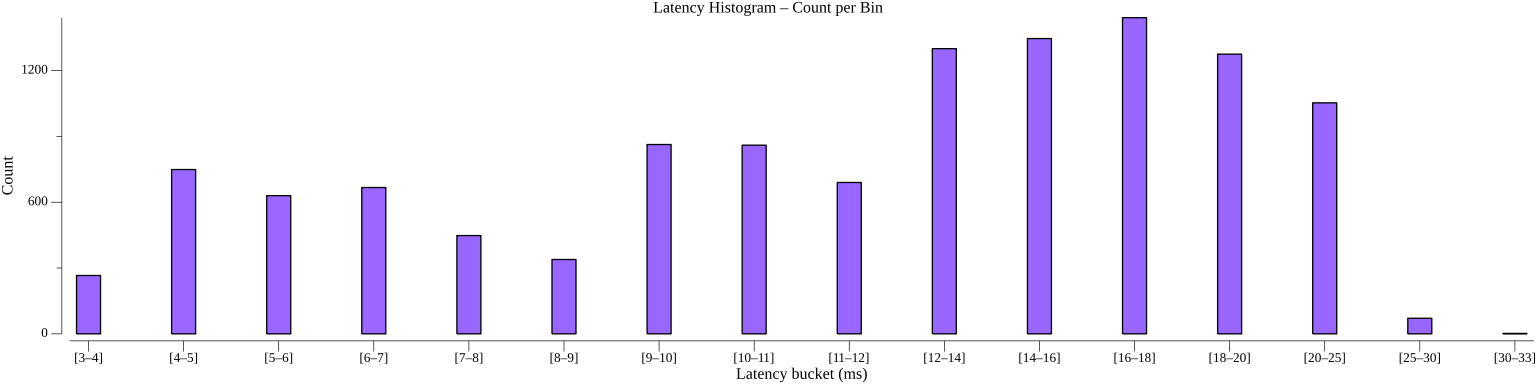 Latency Histogram – Count per Bin
1200
600
0
Count
[3–4] [4–5] [5–6] [6–7] [7–8] [8–9] [9–10] [10–11] [11–12] [12–14] [14–16] [16–18] [18–20] [20–25] [25–30] [30–33]
Latency bucket (ms)